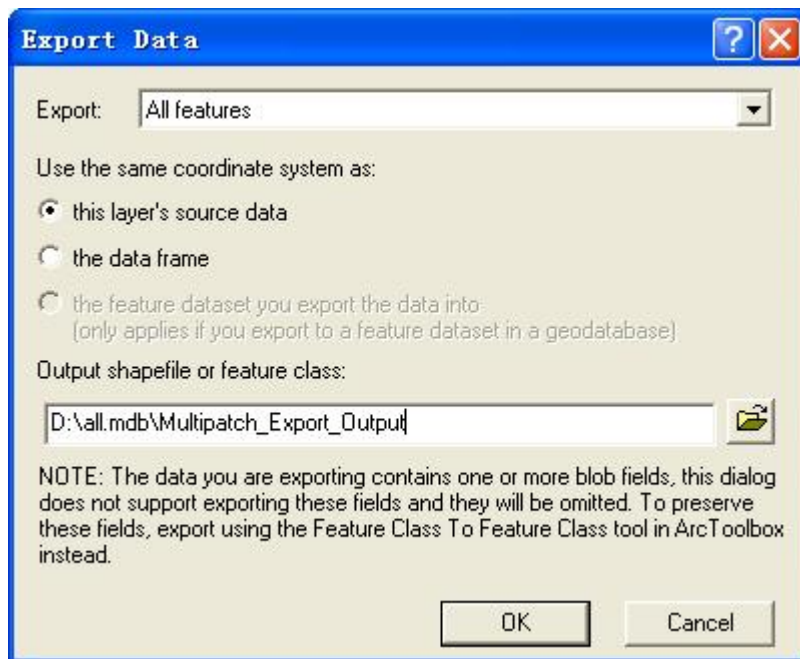 Export Data
Export: All features
Use the same coordinate system as:
this layer's source data
the data frame
the feature dataset you export the data into
(only applies if you export to a feature dataset in a geodatabase)
Output shapefile or feature class:
D:\all.mdb\Multipatch_Export_Output
NOTE: The data you are exporting contains one or more blob fields, this dialog
does not support exporting these fields and they will be omitted. To preserve
these fields, export using the Feature Class To Feature Class tool in ArcToolbox
instead.
OK Cancel